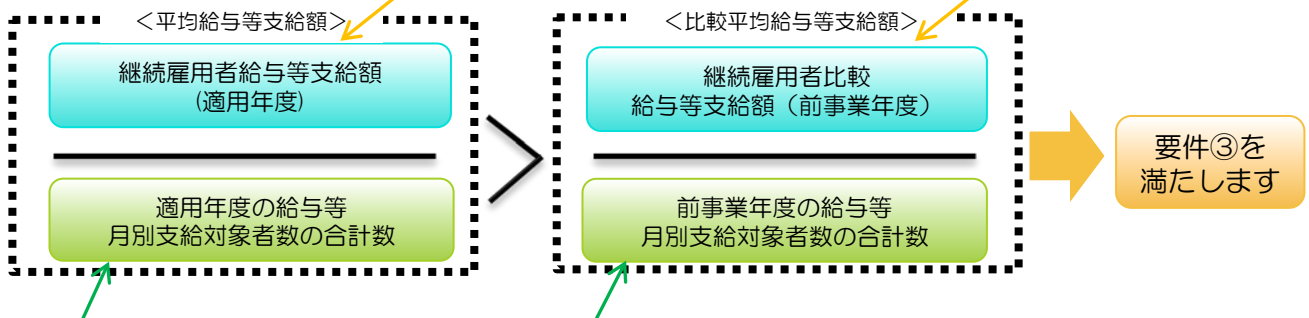 ＜平均給与等支給額＞
継続雇用者給与等支給額
(適用年度)
適用年度の給与等
月別支給対象者数の合計数
＞
＜比較平均給与等支給額＞
継続雇用者比較
給与等支給額（前事業年度）
前事業年度の給与等
月別支給対象者数の合計数
要件③を
満たします